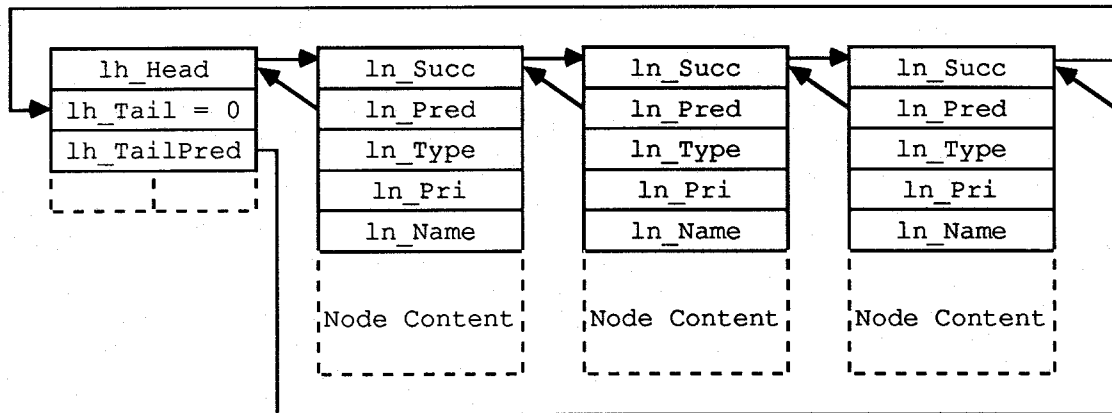 lh_Head
lh_Tail = 0
lh_TailPred
ln_Succ
ln_Pred
ln_Type
ln_Pri
ln_Name
Node Content
ln_Succ
ln_Pred
ln_Type
ln_Pri
ln_Name
Node Content
ln_Succ
ln_Pred
ln_Type
ln_Pri
ln_Name
Node Content